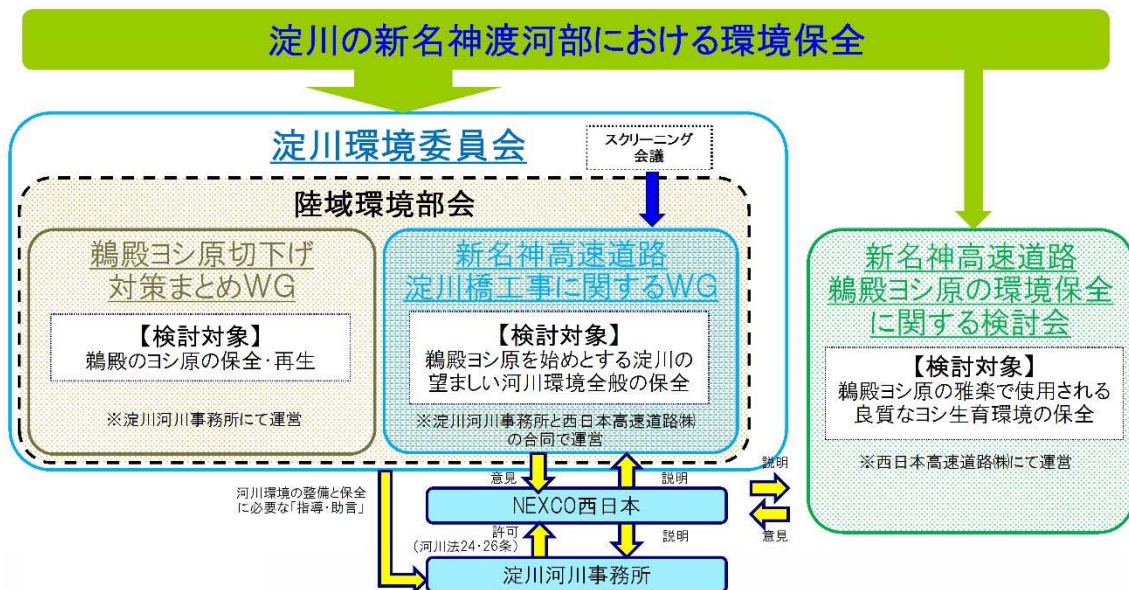 淀川の新名神渡河部における環境保全
淀川環境委員会
スクリーニング
会議
陸域環境部会
鵜殿ヨシ原切下げ
対策まとめWG
【検討対象】
鵜殿のヨシ原の保全・再生
※淀川河川事務所にて運営
新名神高速道路
淀川橋工事に関するWG
【検討対象】
鵜殿ヨシ原を始めとする淀川の
望ましい河川環境全般の保全
※淀川河川事務所と西日本高速道路㈱
の合同で運営
新名神高速道路
鵜殿ヨシ原の環境保全
に関する検討会
【検討対象】
鵜殿ヨシ原の雅楽で使用される
良質なヨシ生育環境の保全
※西日本高速道路㈱にて運営
河川環境の整備と保全
に必要な「指導・助言」
意見
説明
NEXCO西日本
説明
意見
許可
(河川法24・26条)
説明
淀川河川事務所